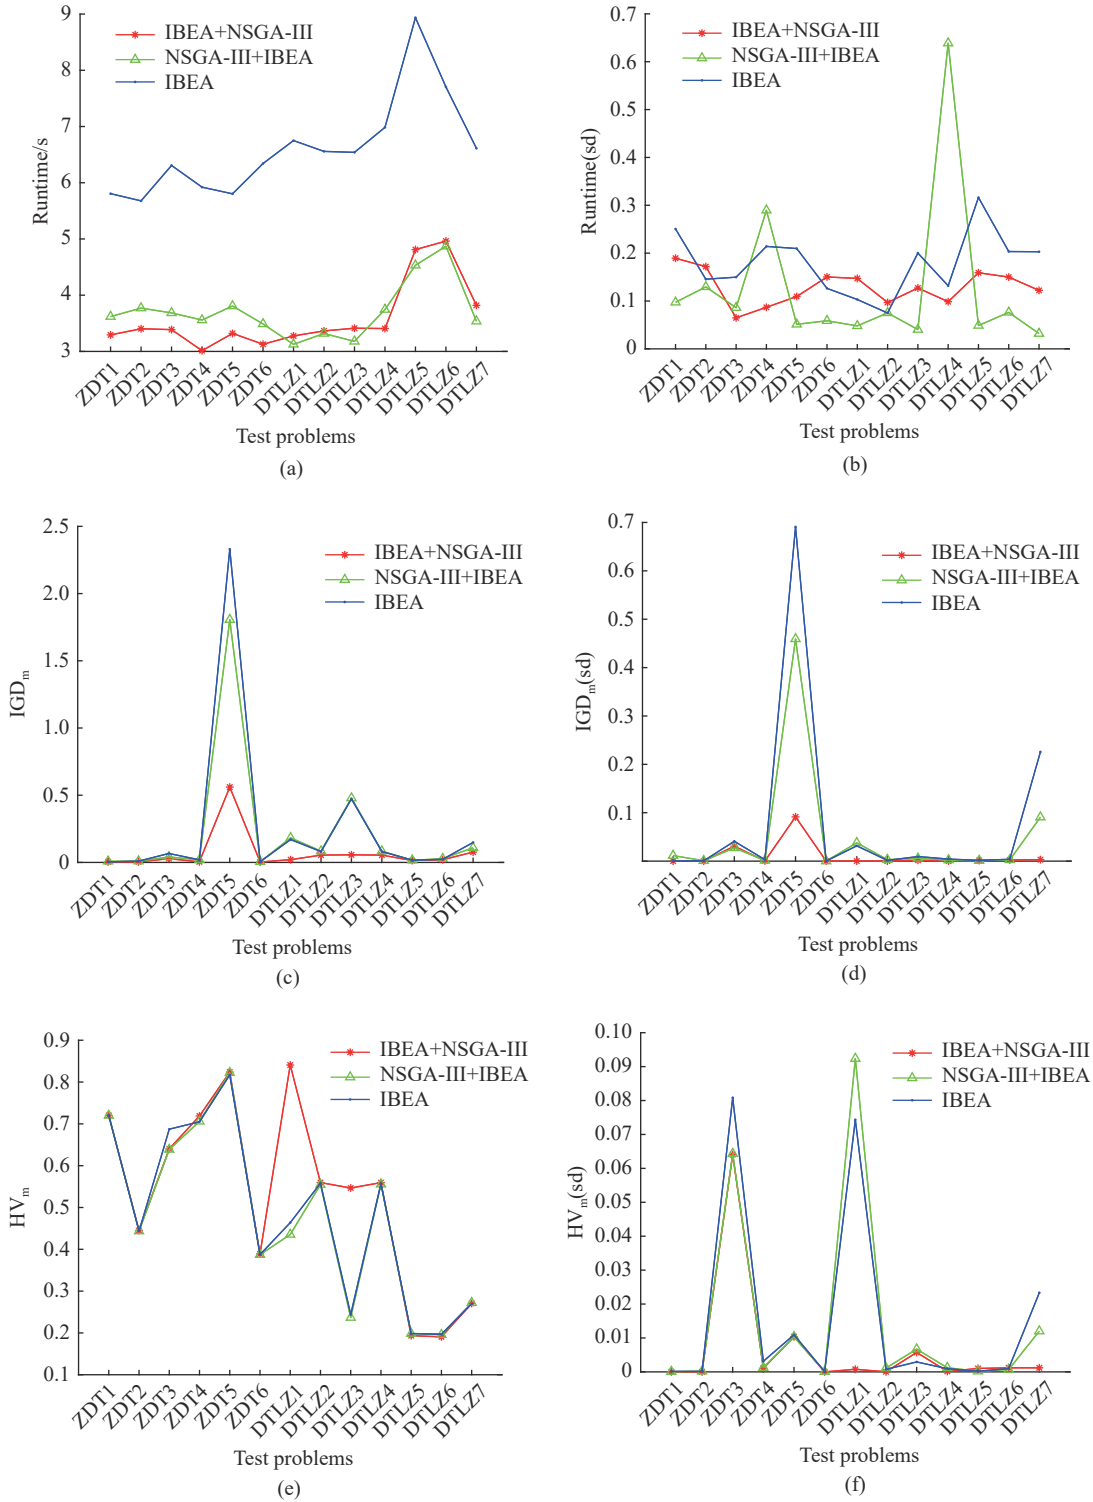 9
8
7
6
5
4
3
Runtime/s
IBEA+NSGA-III
NSGA-III+IBEA
IBEA
ZDT1
ZDT2
ZDT3
ZDT4
ZDT5
ZDT6
DTLZ1
DTLZ2
DTLZ3
DTLZ4
DTLZ5
DTLZ6
DTLZ7
Test problems
(a)
0.7
0.6
0.5
0.4
0.3
0.2
0.1
0
Runtime(sd)
IBEA+NSGA-III
NSGA-III+IBEA
IBEA
ZDT1
ZDT2
ZDT3
ZDT4
ZDT5
ZDT6
DTLZ1
DTLZ2
DTLZ3
DTLZ4
DTLZ5
DTLZ6
DTLZ7
Test problems
(b)
2.5
2.0
1.5
1.0
0.5
0
IGDm
IBEA+NSGA-III
NSGA-III+IBEA
IBEA
ZDT1
ZDT2
ZDT3
ZDT4
ZDT5
ZDT6
DTLZ1
DTLZ2
DTLZ3
DTLZ4
DTLZ5
DTLZ6
DTLZ7
Test problems
(c)
0.7
0.6
0.5
0.4
0.3
0.2
0.1
IGDm(sd)
IBEA+NSGA-III
NSGA-III+IBEA
IBEA
ZDT1
ZDT2
ZDT3
ZDT4
ZDT5
ZDT6
DTLZ1
DTLZ2
DTLZ3
DTLZ4
DTLZ5
DTLZ6
DTLZ7
Test problems
(d)
0.9
0.8
0.7
0.6
0.5
0.4
0.3
0.2
0.1
HVm
IBEA+NSGA-III
NSGA-III+IBEA
IBEA
ZDT1
ZDT2
ZDT3
ZDT4
ZDT5
ZDT6
DTLZ1
DTLZ2
DTLZ3
DTLZ4
DTLZ5
DTLZ6
DTLZ7
Test problems
(e)
0.10
0.09
0.08
0.07
0.06
0.05
0.04
0.03
0.02
0.01
0
HVm(sd)
IBEA+NSGA-III
NSGA-III+IBEA
IBEA
ZDT1
ZDT2
ZDT3
ZDT4
ZDT5
ZDT6
DTLZ1
DTLZ2
DTLZ3
DTLZ4
DTLZ5
DTLZ6
DTLZ7
Test problems
(f)